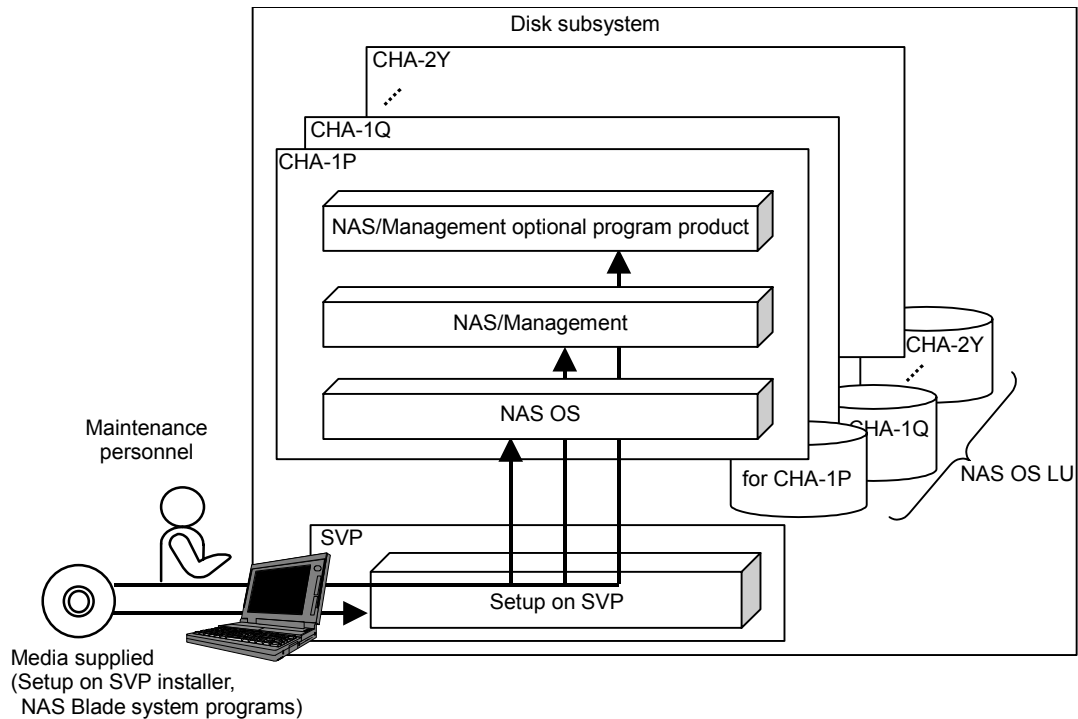 Disk subsystem
CHA-2Y
CHA-1Q
CHA-1P
NAS/Management optional program product
NAS/Management
NAS OS
CHA-2Y
CHA-1Q
for CHA-1P
NAS OS LU
Maintenance
personnel
SVP
Setup on SVP
Media supplied
(Setup on SVP installer,
NAS Blade system programs)